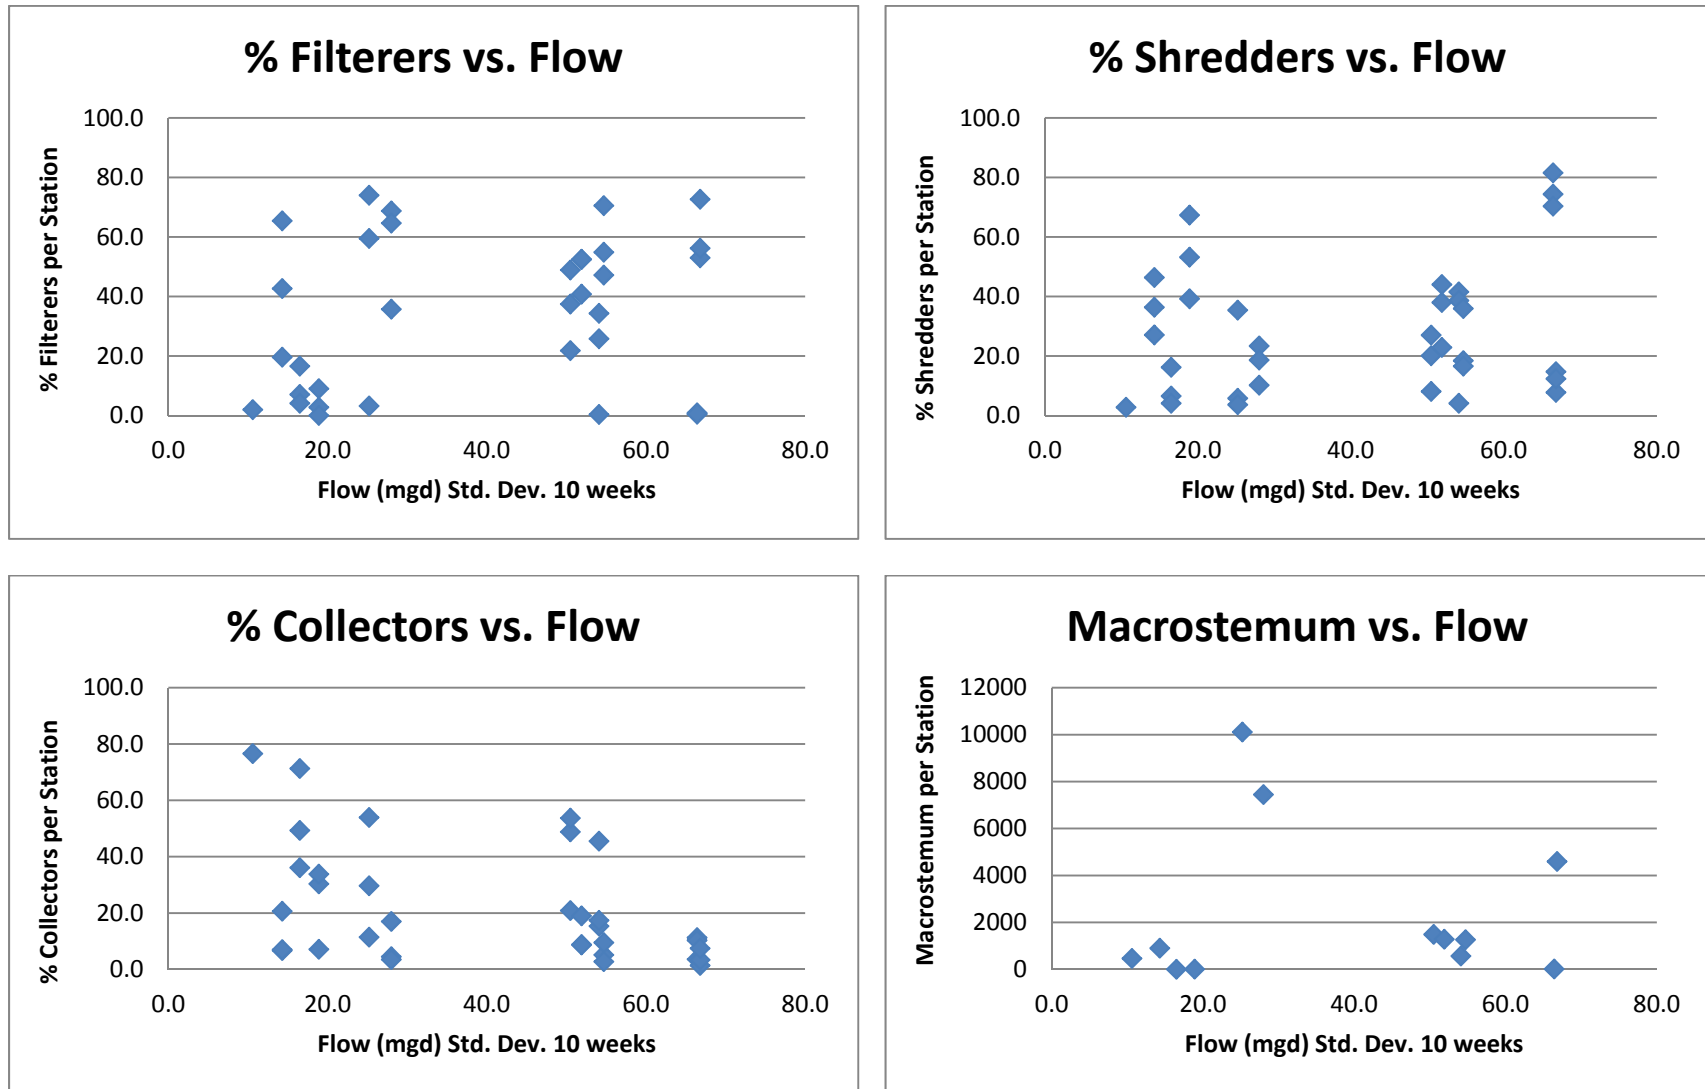 % Filterers vs. Flow
% Filterers per Station
100.0
80.0
60.0
40.0
20.0
0.0
0.0 20.0 40.0 60.0 80.0
Flow (mgd) Std. Dev. 10 weeks
% Shredders vs. Flow
% Shredders per Station
100.0
80.0
60.0
40.0
20.0
0.0
0.0 20.0 40.0 60.0 80.0
Flow (mgd) Std. Dev. 10 weeks
% Collectors vs. Flow
% Collectors per Station
100.0
80.0
60.0
40.0
20.0
0.0
0.0 20.0 40.0 60.0 80.0
Flow (mgd) Std. Dev. 10 weeks
Macrostemum vs. Flow
Macrostemum per Station
12000
10000
8000
6000
4000
2000
0
0.0 20.0 40.0 60.0 80.0
Flow (mgd) Std. Dev. 10 weeks